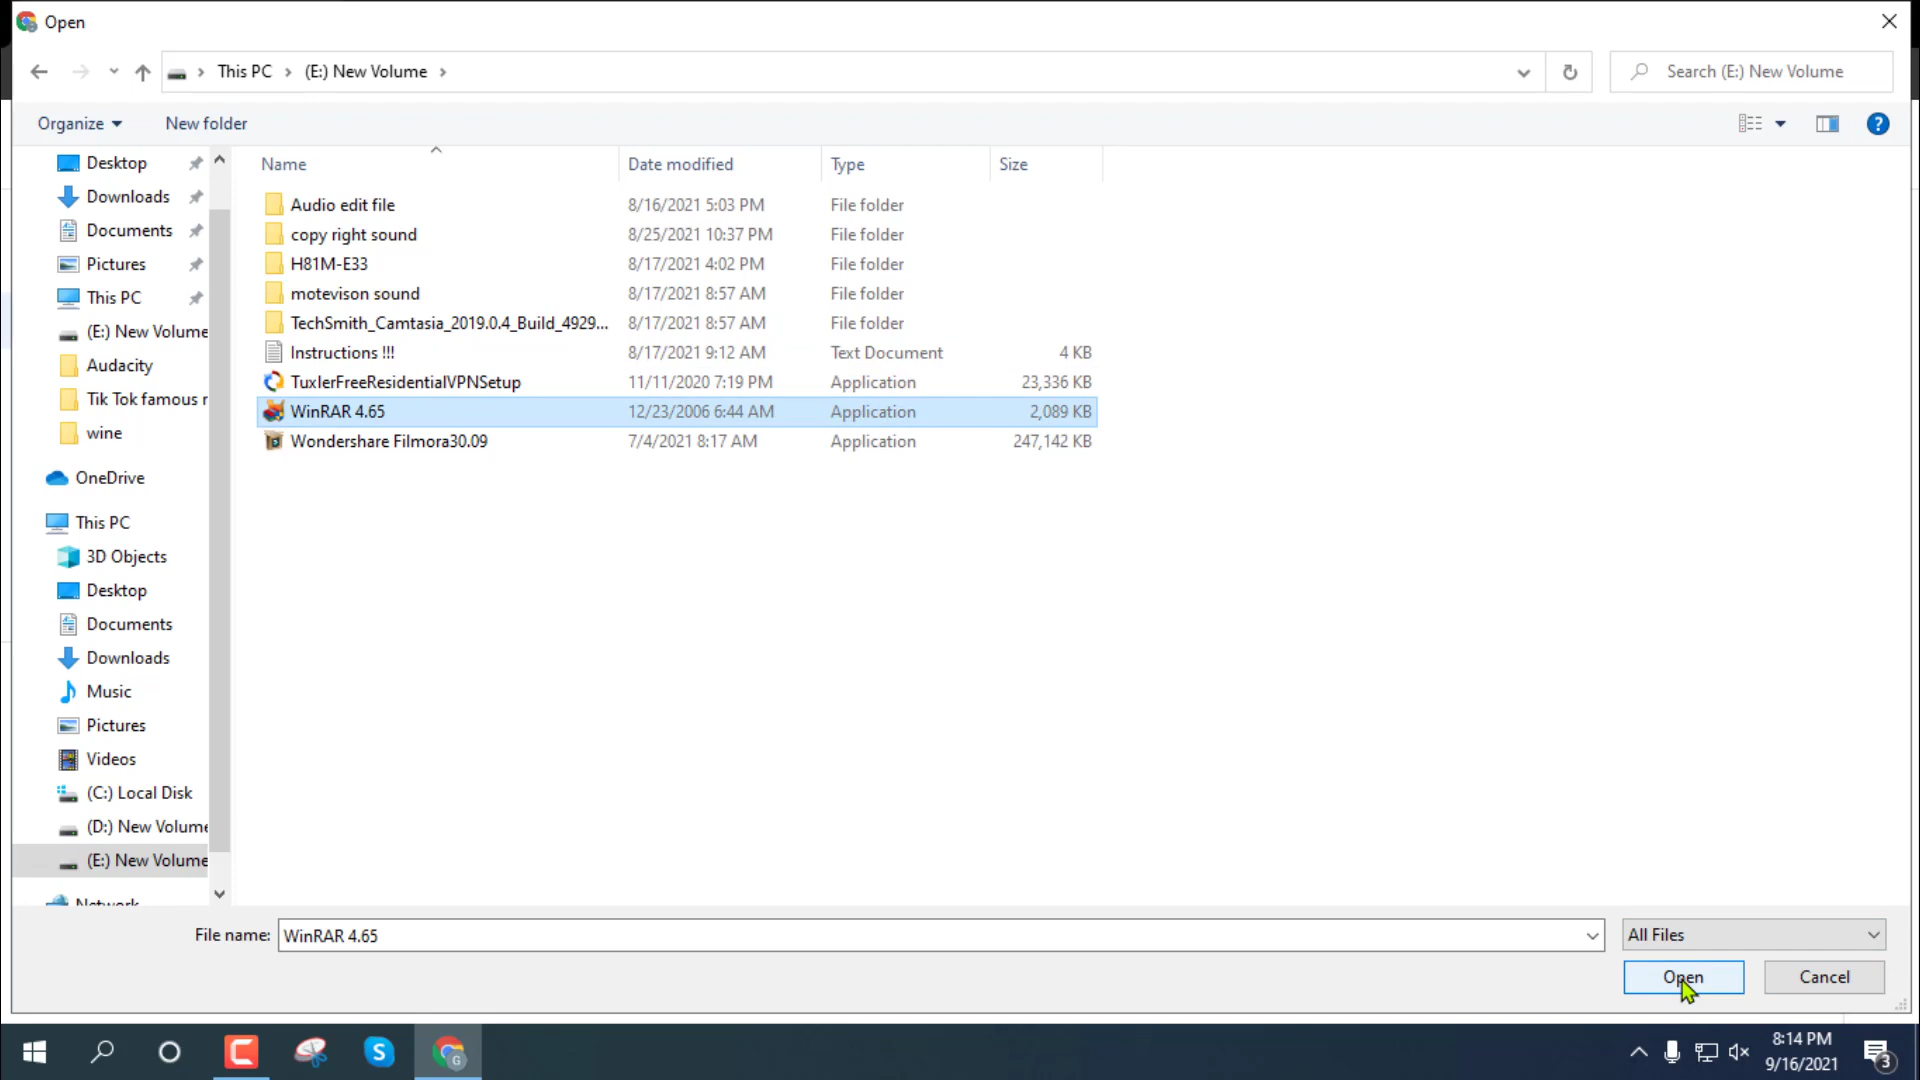 Open
This PC
(E:) New Volume
Search (E:) New Volume
Organize
New folder
Name
Date modified
Type
Size
Desktop
Downloads
Documents
Pictures
This PC
(E:) New Volume
Audacity
Tik Tok famous r
wine
OneDrive
This PC
3D Objects
Desktop
Documents
Downloads
Music
Pictures
Videos
(C:) Local Disk
(D:) New Volume
(E:) New Volume
Network
Audio edit file 8/16/2021 5:03 PM File folder
copy right sound 8/25/2021 10:37 PM File folder
H81M-E33 8/17/2021 4:02 PM File folder
motevison sound 8/17/2021 8:57 AM File folder
TechSmith_Camtasia_2019.0.4_Build_4929... 8/17/2021 8:57 AM File folder
Instructions !!! 8/17/2021 9:12 AM Text Document 4 KB
TuxlerFreeResidentialVPNSetup 11/11/2020 7:19 PM Application 23,336 KB
WinRAR 4.65 12/23/2006 6:44 AM Application 2,089 KB
Wondershare Filmora30.09 7/4/2021 8:17 AM Application 247,142 KB
File name: WinRAR 4.65
All Files
Open
Cancel
8:14 PM
9/16/2021
3